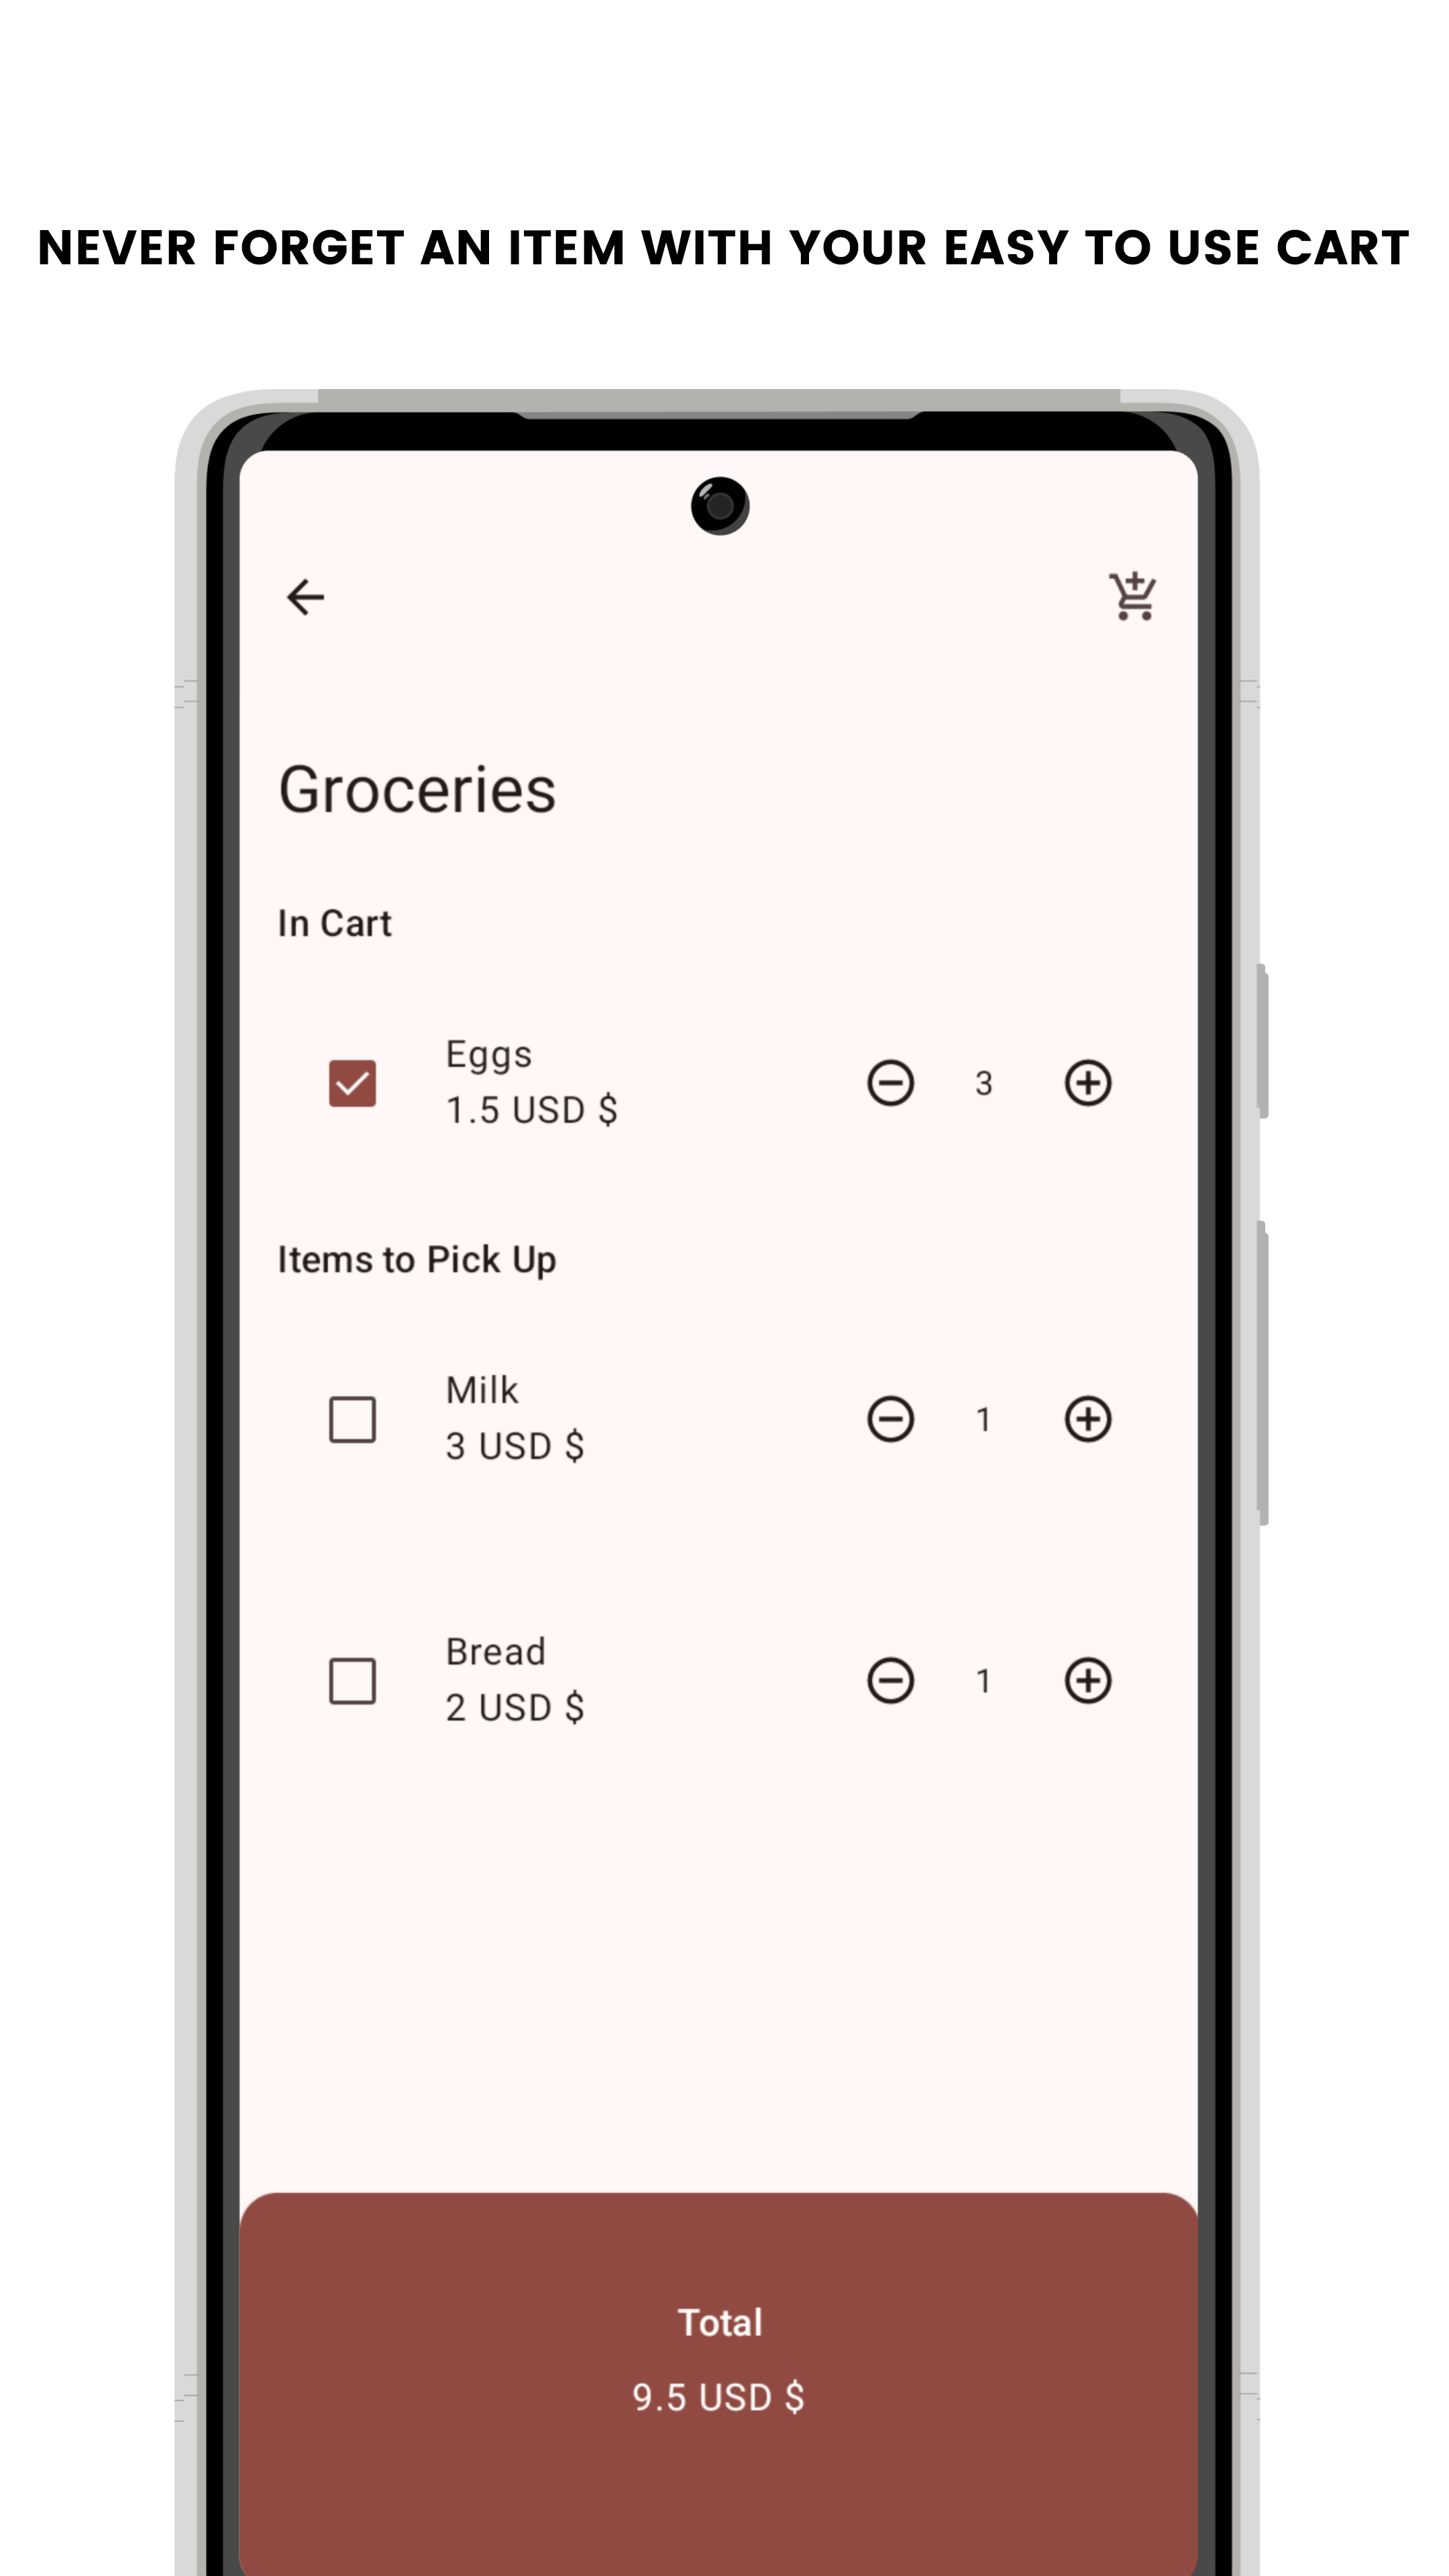 NEVER FORGET AN ITEM WITH YOUR EASY TO USE CART
Groceries
In Cart
Eggs
1.5 USD $
3
Items to Pick Up
Milk
3 USD $
1
Bread
2 USD $
1
Total
9.5 USD $